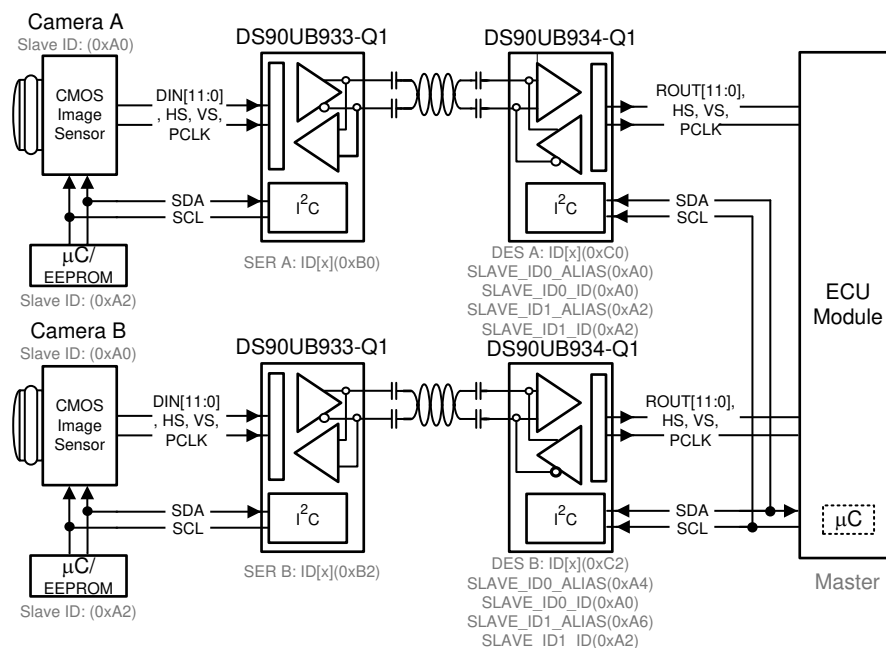 Camera A
Slave ID: (0xA0)
DS90UB933-Q1
DS90UB934-Q1
CMOS
Image
Sensor
DIN[11:0]
, HS, VS,
PCLK
ROUT[11:0],
HS, VS,
PCLK
SDA
SCL
I2C
I2C
SDA
SCL
µC/
EEPROM
Slave ID: (0xA2)
SER A: ID[x](0xB0)
DES A: ID[x](0xC0)
SLAVE_ID0_ALIAS(0xA0)
SLAVE_ID0_ID(0xA0)
SLAVE_ID1_ALIAS(0xA2)
SLAVE_ID1_ID(0xA2)
ECU
Module
Camera B
Slave ID: (0xA0)
DS90UB933-Q1
DS90UB934-Q1
CMOS
Image
Sensor
DIN[11:0]
, HS, VS,
PCLK
ROUT[11:0],
HS, VS,
PCLK
SDA
SCL
I2C
I2C
SDA
SCL
µC
µC/
EEPROM
Slave ID: (0xA2)
SER B: ID[x](0xB2)
DES B: ID[x](0xC2)
SLAVE_ID0_ALIAS(0xA4)
SLAVE_ID0_ID(0xA0)
SLAVE_ID1_ALIAS(0xA6)
SLAVE_ID1_ID(0xA2)
Master